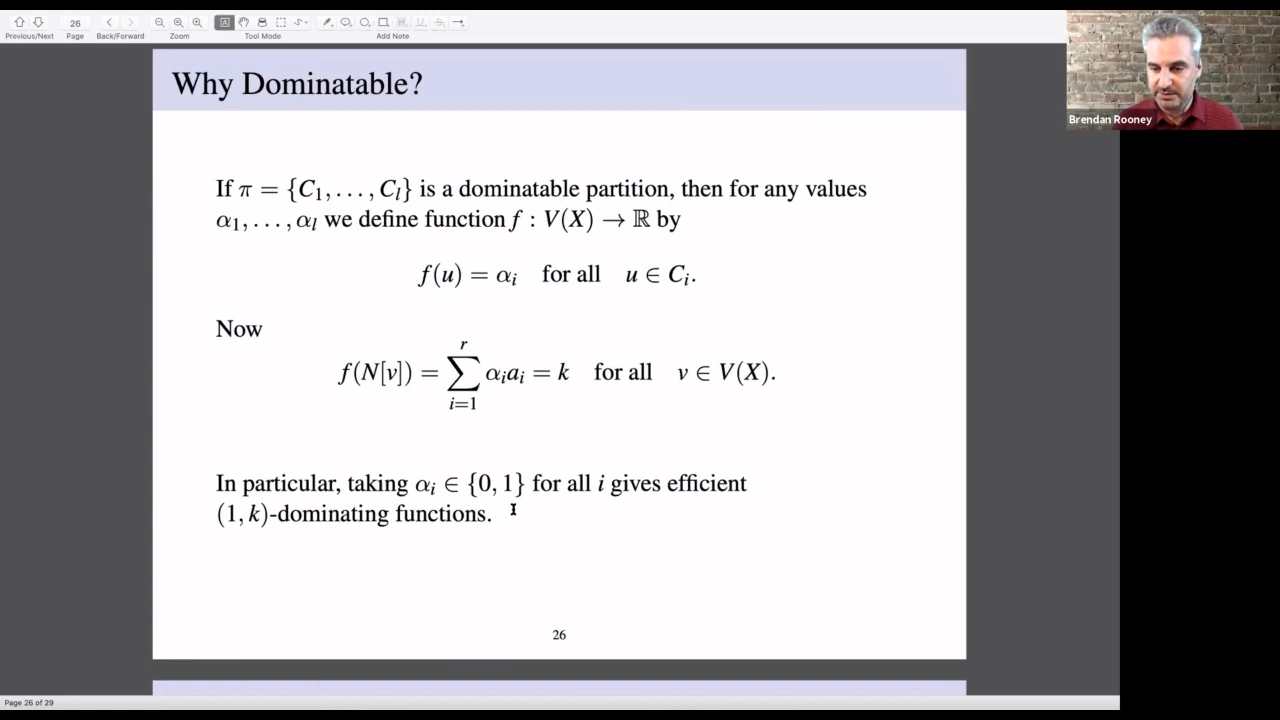 26
Previous/Next
Page
Back/Forward
Zoom
Tool Mode
Add Note
Why Dominatable?
Brendan Rooney
If π = {C₁, . . . , Cₗ} is a dominatable partition, then for any values
α₁, . . . , αₗ we define function f : V(X) → ℝ by
f(u) = αᵢ for all u ∈ Cᵢ.
Now
r
f(N[v]) = ∑ αᵢaᵢ = k for all v ∈ V(X).
i=1
In particular, taking αᵢ ∈ {0, 1} for all i gives efficient
(1, k)-dominating functions.
26
Page 26 of 29